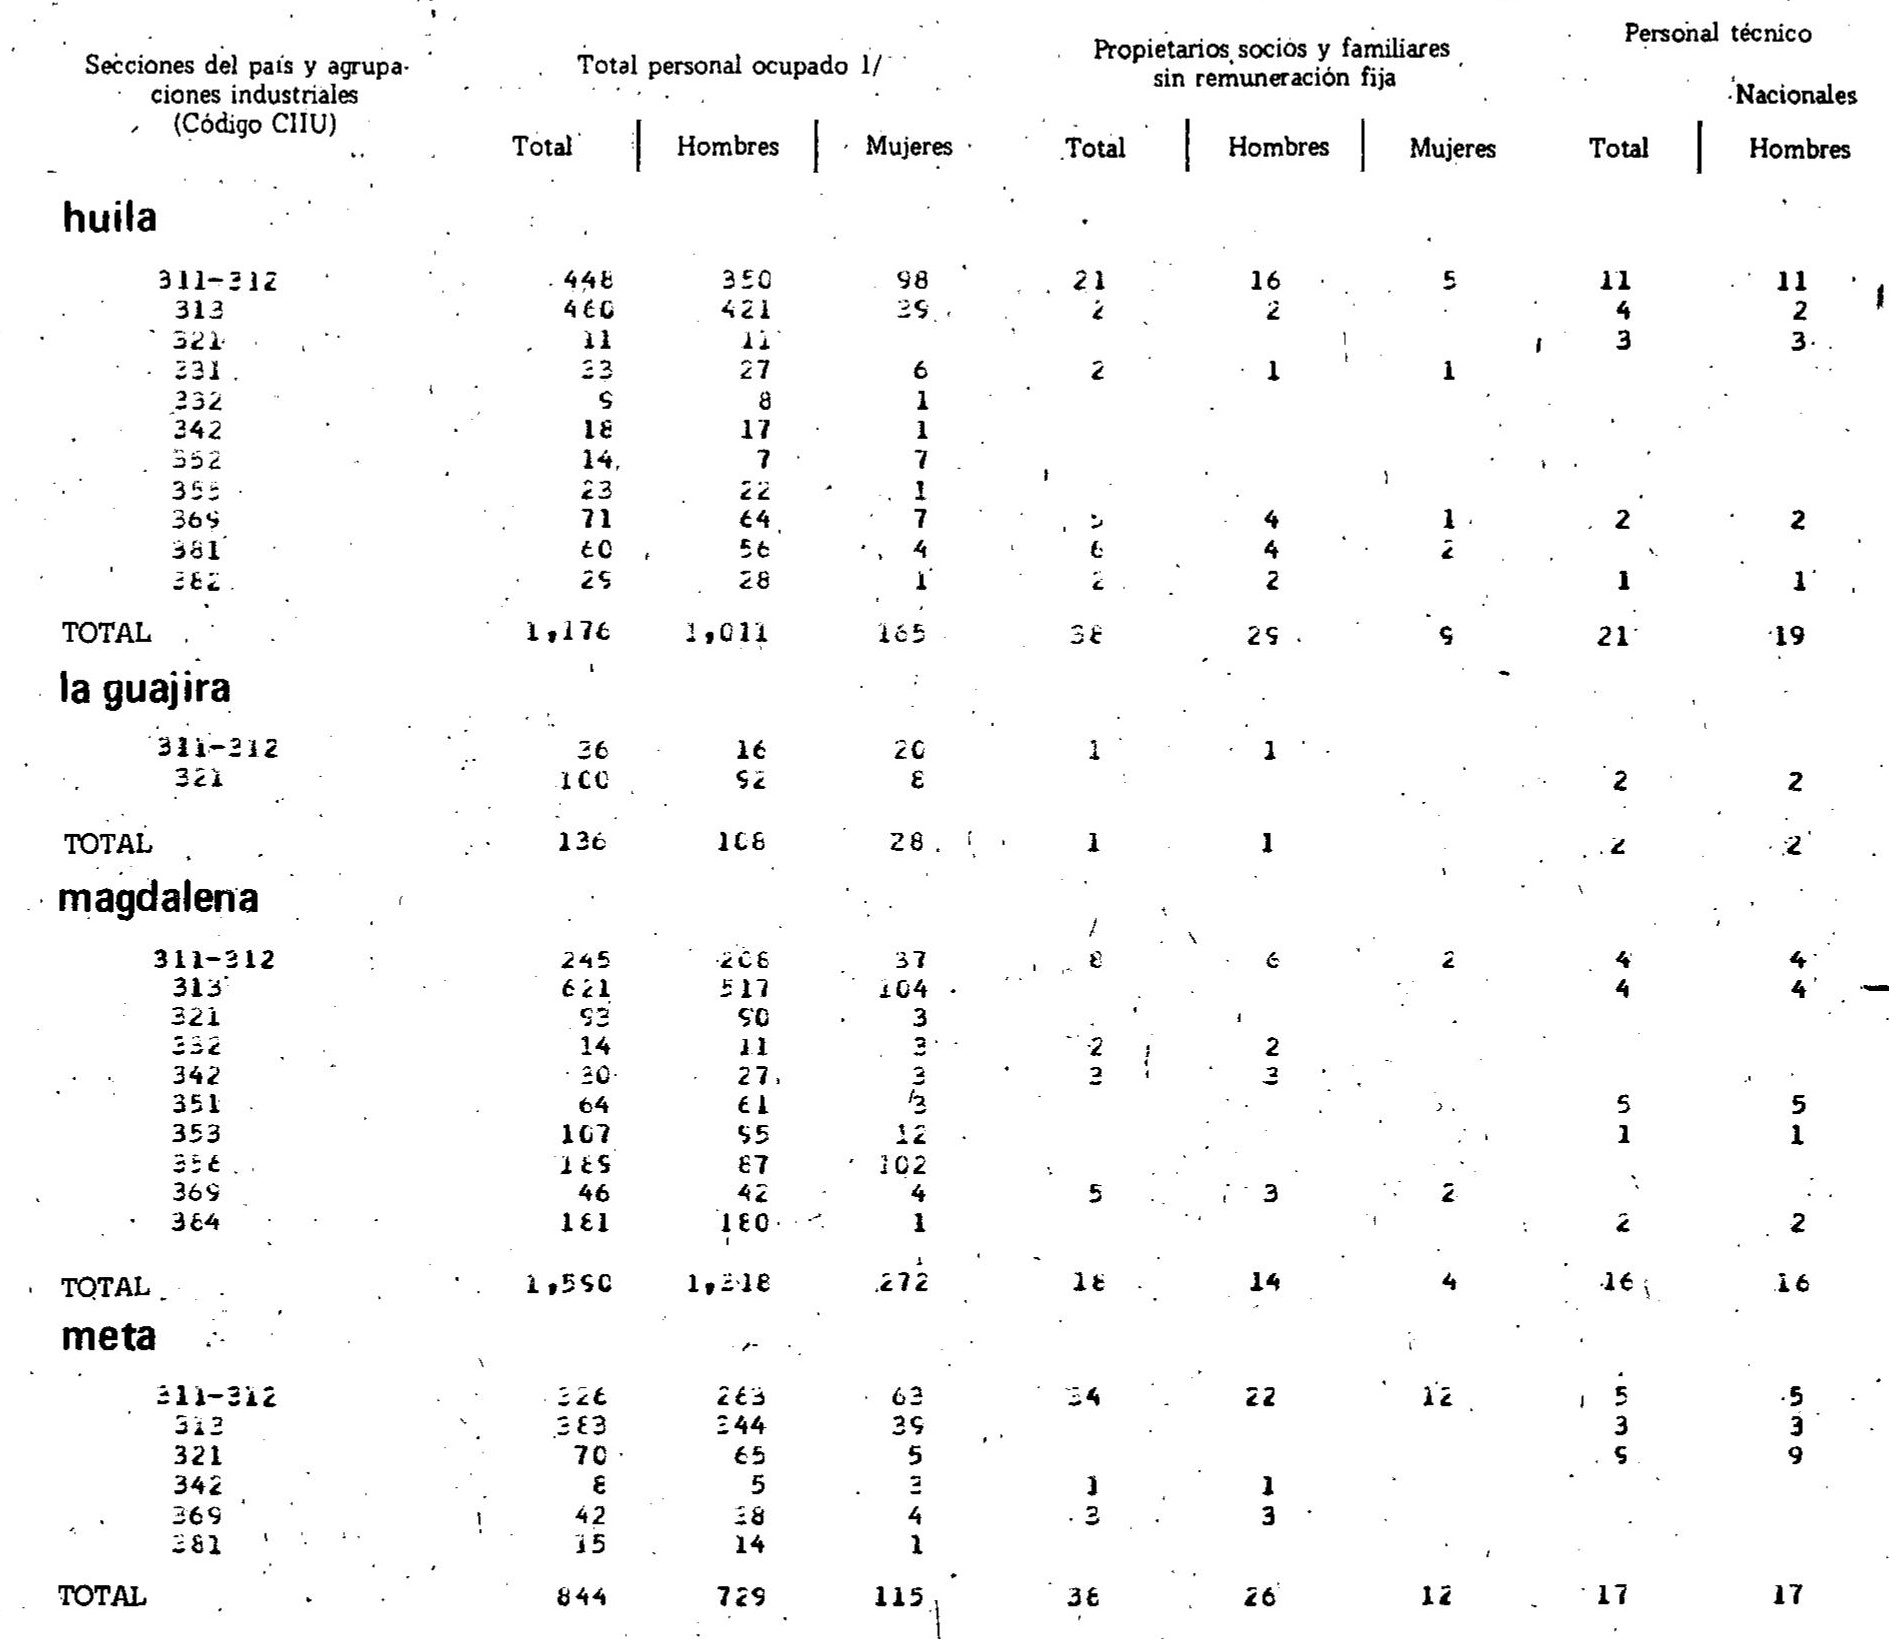 Secciones del país y agrupa-
ciones industriales
(Código CIIU)
Total personal ocupado 1/
Propietarios, socios y familiares
sin remuneración fija
Personal técnico
Nacionales
Total Hombres Mujeres Total Hombres Mujeres Total Hombres
huila
311-312 448 350 98 21 16 5 11 11
313 460 421 39 2 2 4 2
321 11 11 3 3
331 33 27 6 2 1 1
332 9 8 1
342 18 17 1
352 14 7 7
355 23 22 1
369 71 64 7 5 4 1 2 2
381 60 56 4 6 4 2
382 29 28 1 2 2 1 1
TOTAL 1,176 1,011 165 38 29 9 21 19
la guajira
311-312 36 16 20 1 1
321 100 92 8 2 2
TOTAL 136 108 28 1 1 2 2
magdalena
311-312 245 208 37 8 6 2 4 4
313 621 517 104 4 4
321 93 90 3
332 14 11 3 2 2
342 30 27 3 3 3
351 64 61 3 5 5
353 107 95 12 1 1
356 189 87 102
369 46 42 4 5 3 2
384 181 180 1 2 2
TOTAL 1,590 1,318 272 18 14 4 16 16
meta
311-312 326 263 63 34 22 12 5 5
313 383 344 39 3 3
321 70 65 5 9 9
342 8 5 3 1 1
369 42 38 4 3 3
381 15 14 1
TOTAL 844 729 115 38 26 12 17 17